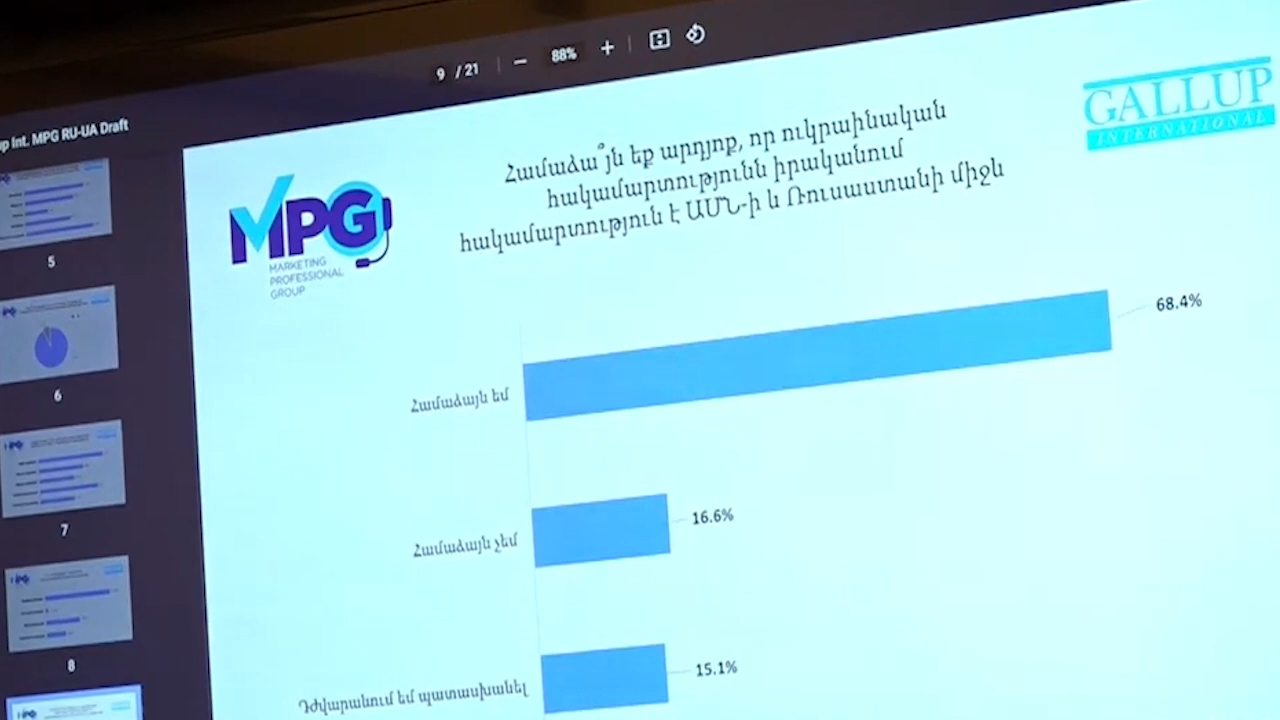 9 / 21
88%
up Int. MPG RU-UA Draft
GALLUP
INTERNATIONAL
MPG
MARKETING
PROFESSIONAL
GROUP
Համաձա՞յն եք արդյոք, որ ուկրաինական
հակամարտությունն իրականում
հակամարտություն է ԱՄՆ-ի և Ռուսաստանի միջև
Համաձայն եմ
68.4%
Համաձայն չեմ
16.6%
Դժվարանում եմ պատասխանել
15.1%
5
6
7
8